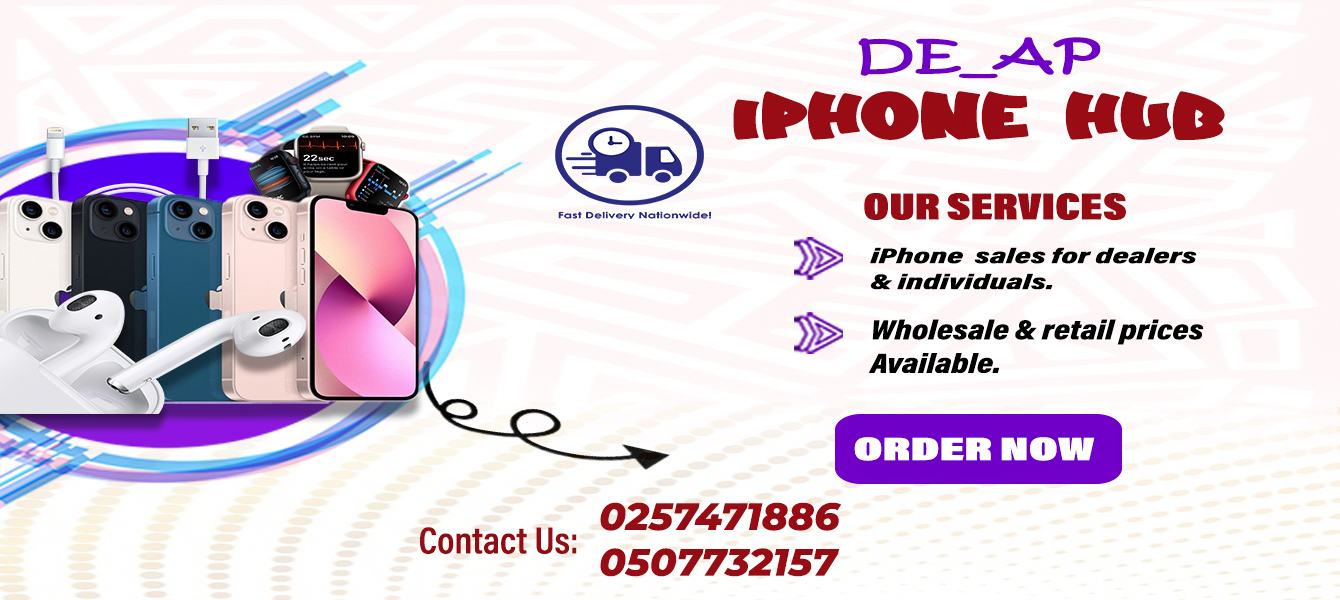 DE_AP
IPHONE HUB
Fast Delivery Nationwide!
22sec
OUR SERVICES
iPhone sales for dealers
& individuals.
Wholesale & retail prices
Available.
ORDER NOW
Contact Us:
0257471886
0507732157